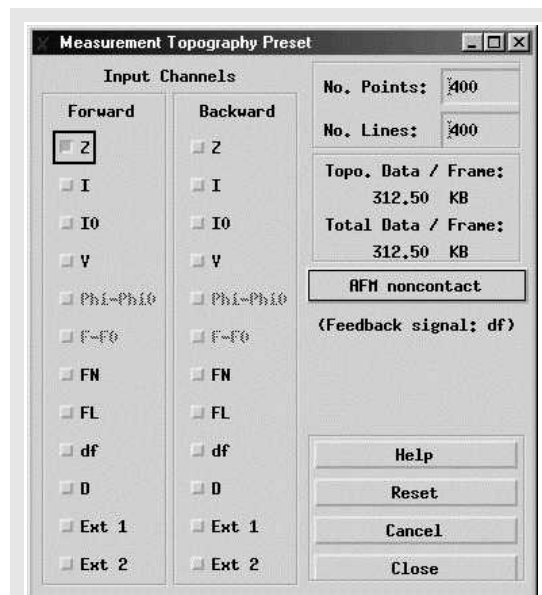 Measurement Topography Preset
Input Channels
Forward
Z
I
I0
V
Phi-Phi0
F-F0
FN
FL
df
D
Ext 1
Ext 2
Backward
Z
I
I0
V
Phi-Phi0
F-F0
FN
FL
df
D
Ext 1
Ext 2
No. Points: 400
No. Lines: 400
Topo. Data / Frame:
312.50 KB
Total Data / Frame:
312.50 KB
AFM noncontact
(Feedback signal: df)
Help
Reset
Cancel
Close